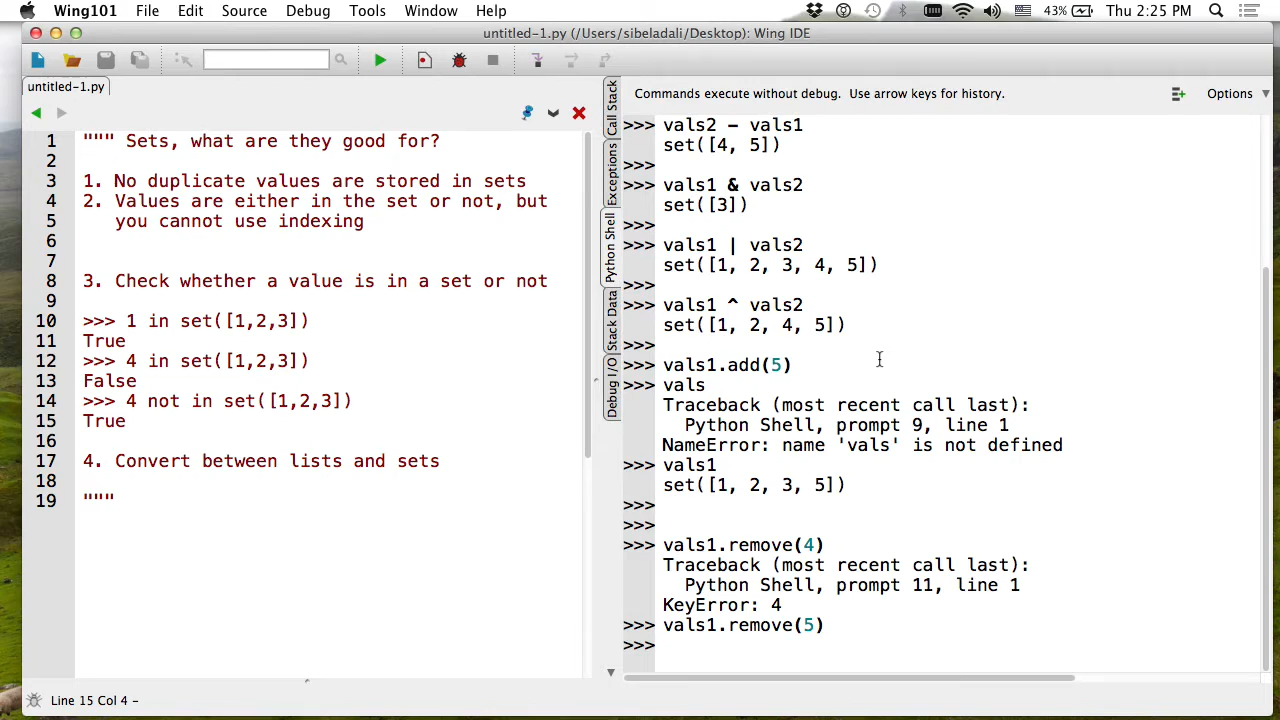 Wing101 File Edit Source Debug Tools Window Help 43% Thu 2:25 PM
untitled-1.py (/Users/sibeladali/Desktop): Wing IDE
untitled-1.py
1 """ Sets, what are they good for?
2
3 1. No duplicate values are stored in sets
4 2. Values are either in the set or not, but
5 you cannot use indexing
6
7
8 3. Check whether a value is in a set or not
9
10 >>> 1 in set([1,2,3])
11 True
12 >>> 4 in set([1,2,3])
13 False
14 >>> 4 not in set([1,2,3])
15 True
16
17 4. Convert between lists and sets
18
19 """
Line 15 Col 4 –
Call Stack
Exceptions
Python Shell
Stack Data
Debug I/O
Commands execute without debug. Use arrow keys for history. Options
>>> vals2 - vals1
set([4, 5])
>>>
>>> vals1 & vals2
set([3])
>>>
>>> vals1 | vals2
set([1, 2, 3, 4, 5])
>>>
>>> vals1 ^ vals2
set([1, 2, 4, 5])
>>>
>>> vals1.add(5)
>>> vals
Traceback (most recent call last):
Python Shell, prompt 9, line 1
NameError: name 'vals' is not defined
>>> vals1
set([1, 2, 3, 5])
>>>
>>>
>>> vals1.remove(4)
Traceback (most recent call last):
Python Shell, prompt 11, line 1
KeyError: 4
>>> vals1.remove(5)
>>>